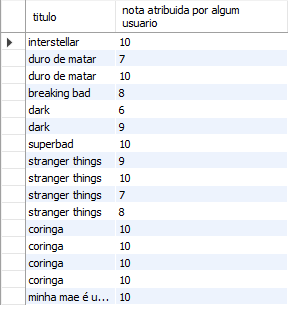 titulo nota atribuida por algum
usuario
interstellar 10
duro de matar 7
duro de matar 10
breaking bad 8
dark 6
dark 9
superbad 10
stranger things 9
stranger things 10
stranger things 7
stranger things 8
coringa 10
coringa 10
coringa 10
coringa 10
minha mae é u... 10